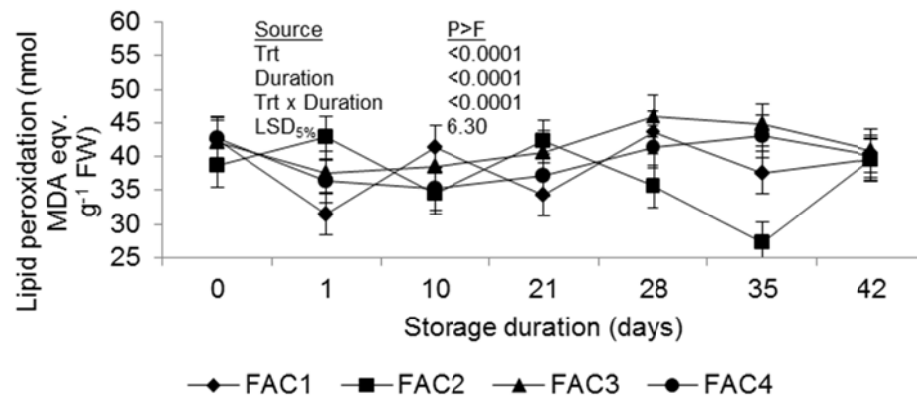 Lipid peroxidation (nmol
MDA eqv.
g⁻¹ FW)
60
55
50
45
40
35
30
25
Source P>F
Trt <0.0001
Duration <0.0001
Trt x Duration <0.0001
LSD5% 6.30
0 1 10 21 28 35 42
Storage duration (days)
FAC1 FAC2 FAC3 FAC4